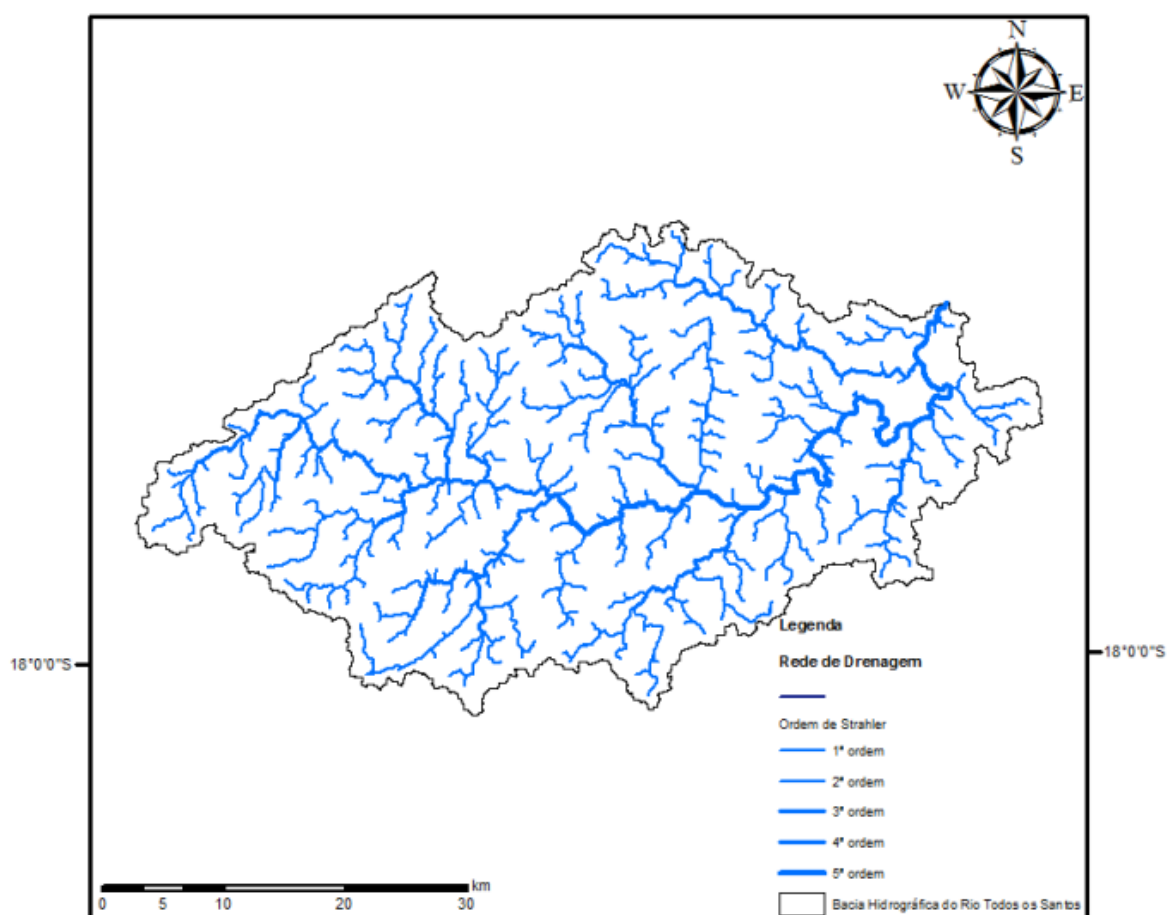 N
W E
S
18°0'0"S
18°0'0"S
Legenda
Rede de Drenagem
Ordem de Strahler
1ª ordem
2ª ordem
3ª ordem
4ª ordem
5ª ordem
Bacia Hidrográfica do Rio Todos os Santos
km
0 5 10 20 30